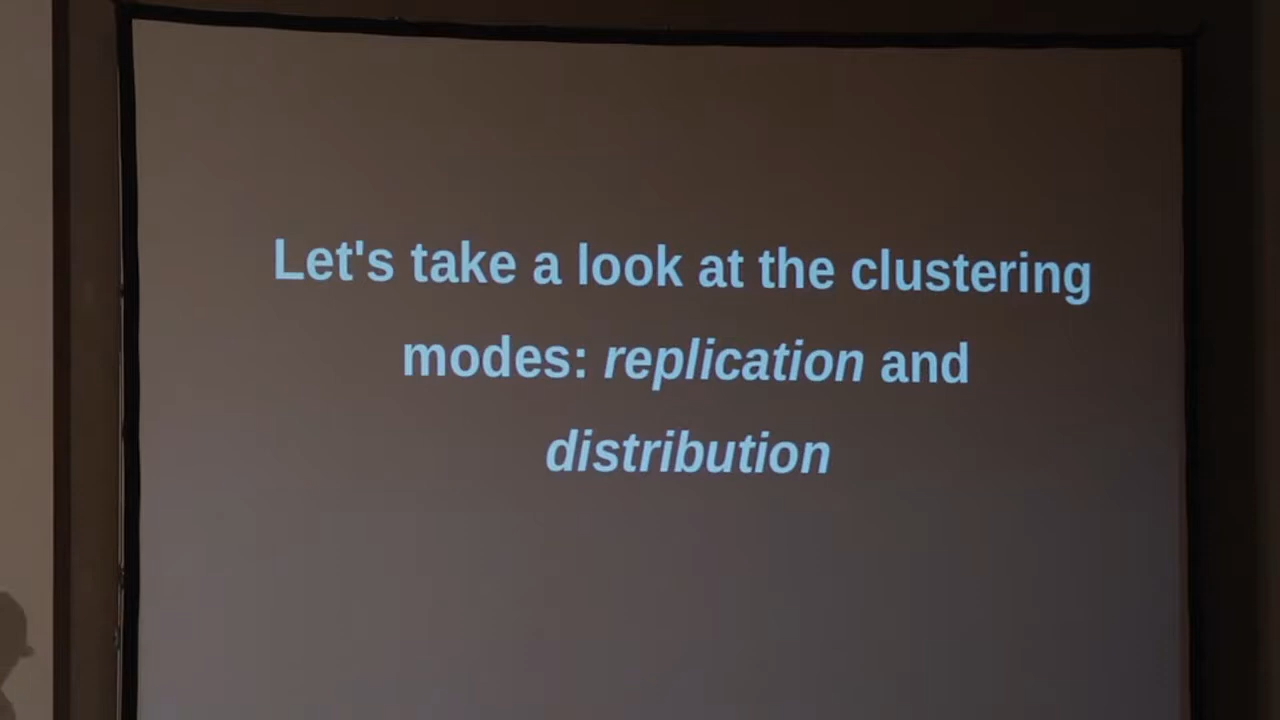 Let's take a look at the clustering
modes: replication and
distribution